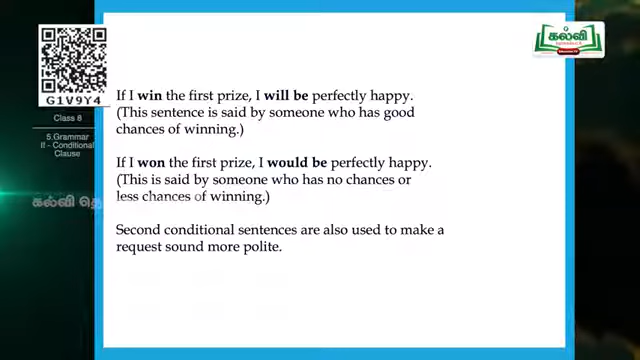 G1V9Y4
Class 8
5.Grammar
If - Conditional
Clause
கல்வி
If I win the first prize, I will be perfectly happy.
(This sentence is said by someone who has good
chances of winning.)
If I won the first prize, I would be perfectly happy.
(This is said by someone who has no chances or
less chances of winning.)
Second conditional sentences are also used to make a
request sound more polite.
கல்வி